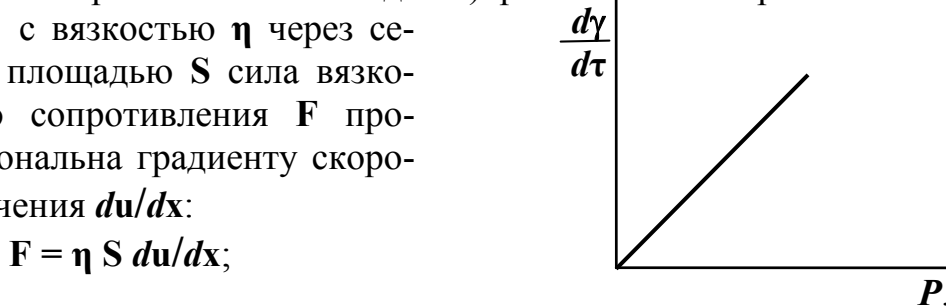 с вязкостью η через се-
площадью S сила вязко-
сопротивления F про-
ональна градиенту скоро-
чения du/dx:
F = η S du/dx;
dγ
dτ
P